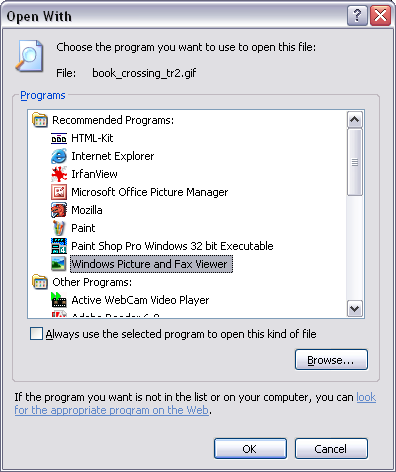 Open With
Choose the program you want to use to open this file:
File: book_crossing_tr2.gif
Programs
Recommended Programs:
HTML-Kit
Internet Explorer
IrfanView
Microsoft Office Picture Manager
Mozilla
Paint
Paint Shop Pro Windows 32 bit Executable
Windows Picture and Fax Viewer
Other Programs:
Active WebCam Video Player
Always use the selected program to open this kind of file
Browse...
If the program you want is not in the list or on your computer, you can look
for the appropriate program on the Web.
OK
Cancel